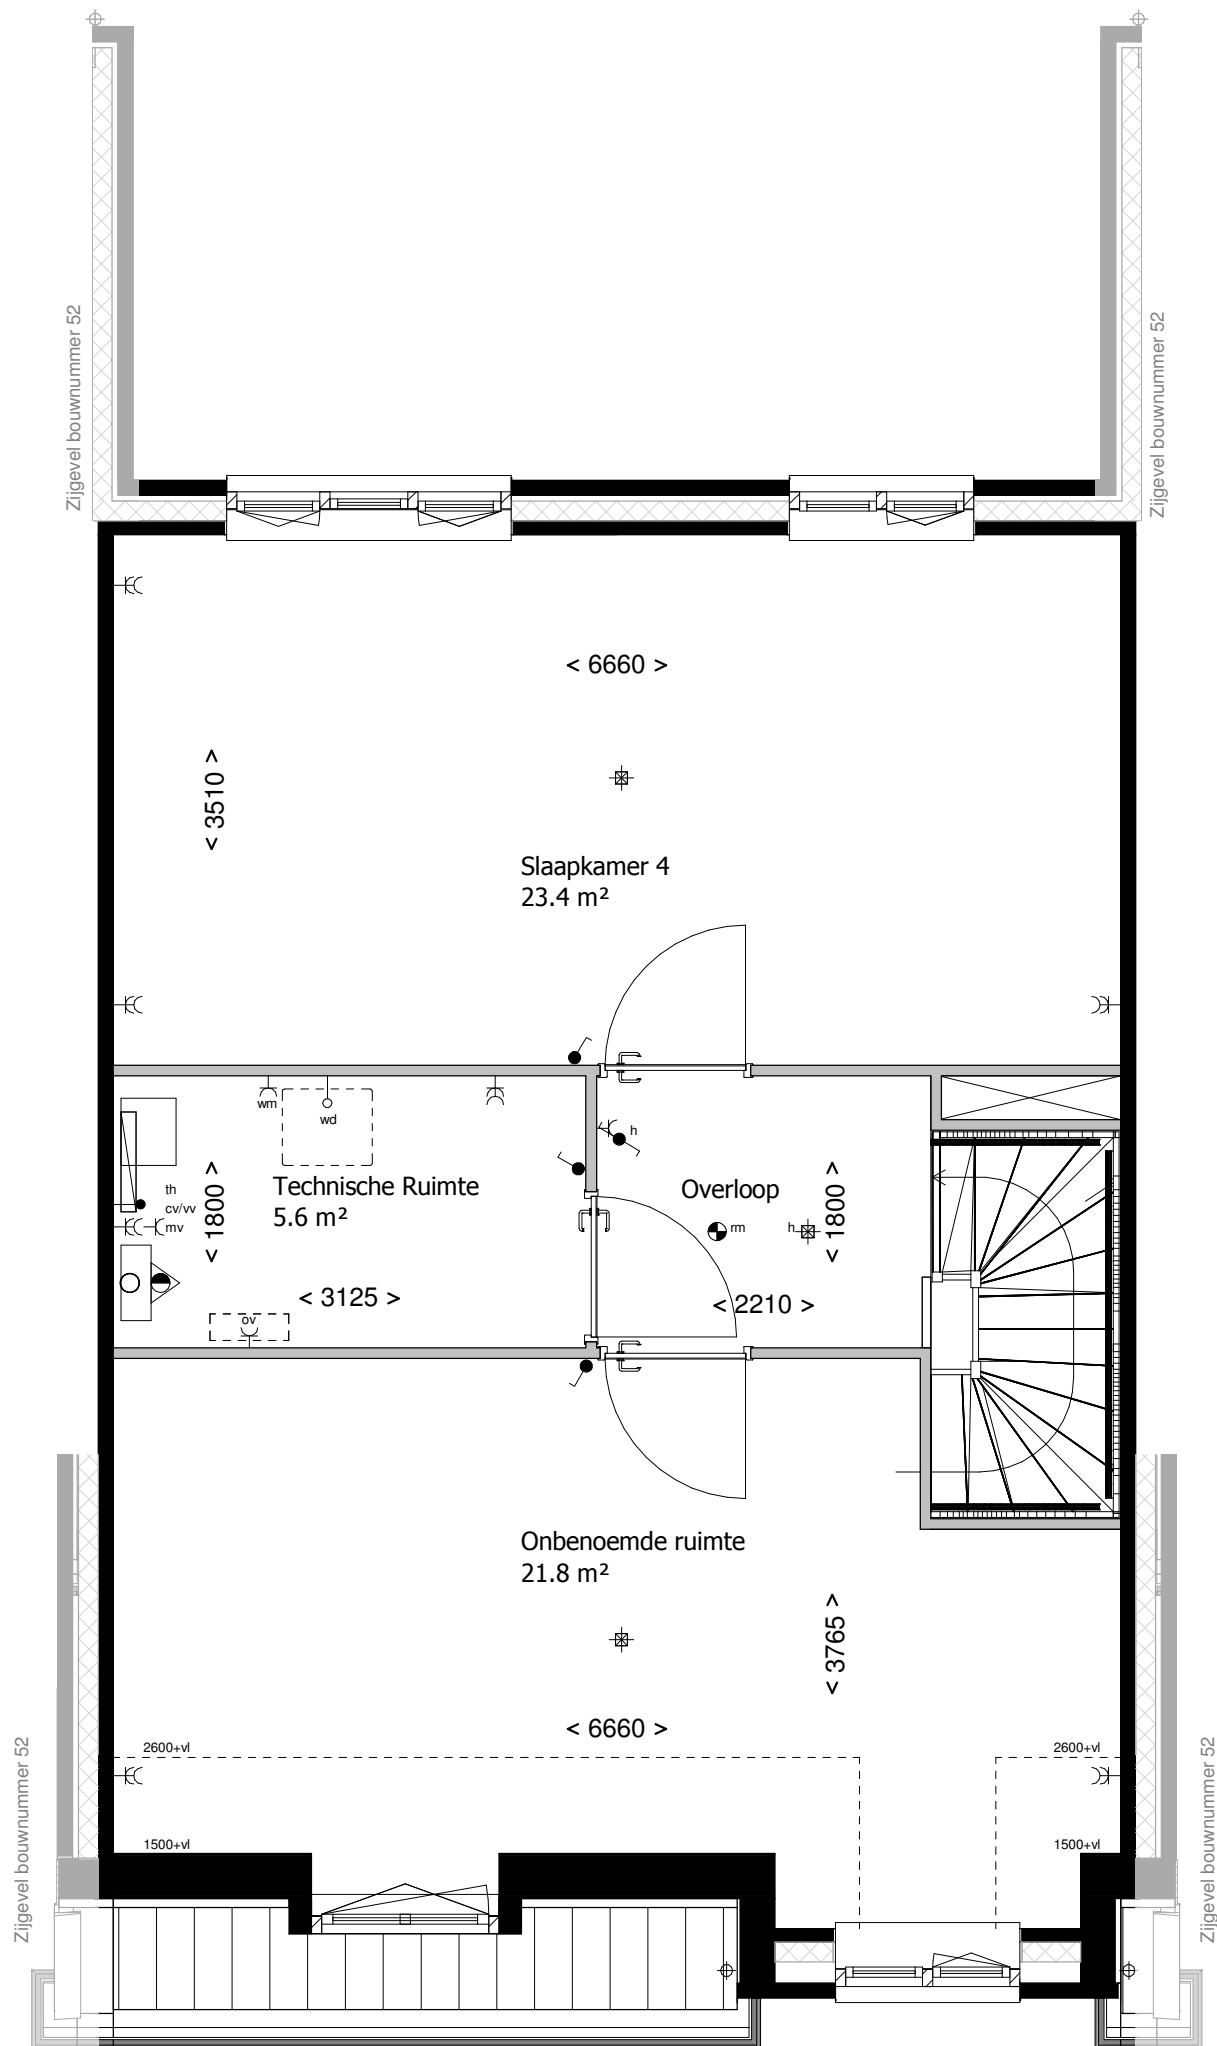 Zijgevel bouwnummer 52
Zijgevel bouwnummer 52
< 6660 >
< 3510 >
Slaapkamer 4
23.4 m²
wm
wd
h
th
cv/vv
mv
< 1800 >
Technische Ruimte
5.6 m²
Overloop
rm
h
< 1800 >
< 3125 >
< 2210 >
ov
Onbenoemde ruimte
21.8 m²
< 3765 >
< 6660 >
2600+vl
2600+vl
1500+vl
1500+vl
Zijgevel bouwnummer 52
Zijgevel bouwnummer 52